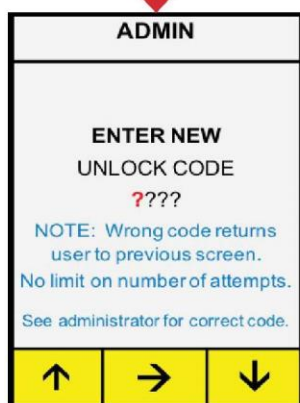 ADMIN
ENTER NEW
UNLOCK CODE
????
NOTE: Wrong code returns
user to previous screen.
No limit on number of attempts.
See administrator for correct code.
↑ → ↓